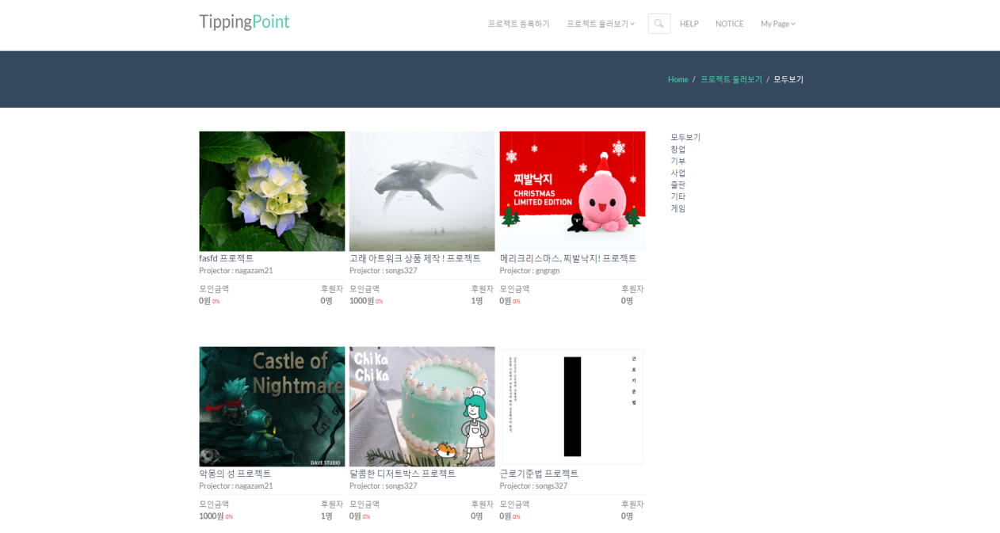 TippingPoint
프로젝트 등록하기 프로젝트 둘러보기 HELP NOTICE My Page
Home / 프로젝트 둘러보기 / 모두보기
모두보기
창업
기부
사업
출판
기타
게임
찌발낙지
CHRISTMAS
LIMITED EDITION
fasfd 프로젝트
Projector : nagazam21
모인금액 후원자
0원 0% 0명
고래 아트워크 상품 제작 ! 프로젝트
Projector : songs327
모인금액 후원자
1000원 0% 1명
메리크리스마스, 찌발낙지! 프로젝트
Projector : gngngn
모인금액 후원자
0원 0% 0명
Castle of
Nightmare
DAVE STUDIO
악몽의 성 프로젝트
Projector : nagazam21
모인금액 후원자
1000원 0% 1명
Chika
Chika
달콤한 디저트박스 프로젝트
Projector : songs327
모인금액 후원자
0원 0% 0명
근로기준법
근로기준법 프로젝트
Projector : songs327
모인금액 후원자
0원 0% 0명